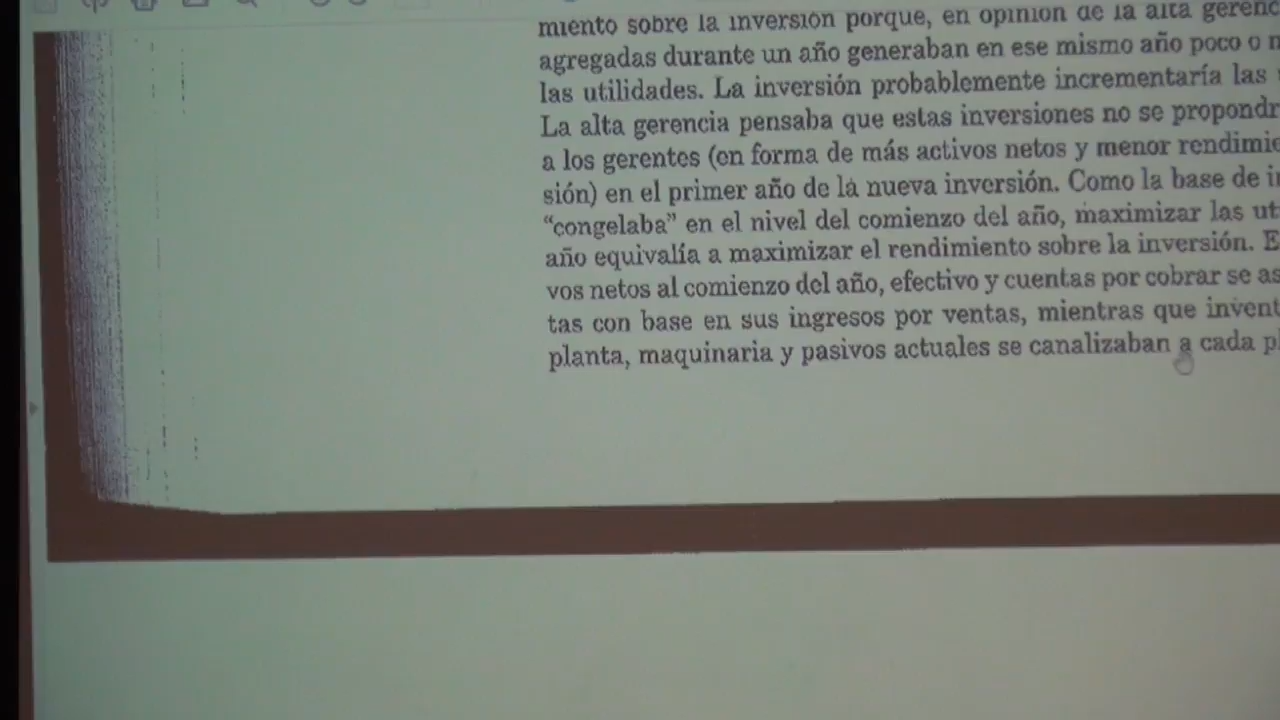 miento sobre la inversión porque, en opinión de la alta gerenc
agregadas durante un año generaban en ese mismo año poco o n
las utilidades. La inversión probablemente incrementaría las
La alta gerencia pensaba que estas inversiones no se propondr
a los gerentes (en forma de más activos netos y menor rendimie
sión) en el primer año de la nueva inversión. Como la base de in
“congelaba” en el nivel del comienzo del año, maximizar las ut
año equivalía a maximizar el rendimiento sobre la inversión. E
vos netos al comienzo del año, efectivo y cuentas por cobrar se as
tas con base en sus ingresos por ventas, mientras que invent
planta, maquinaria y pasivos actuales se canalizaban a cada p